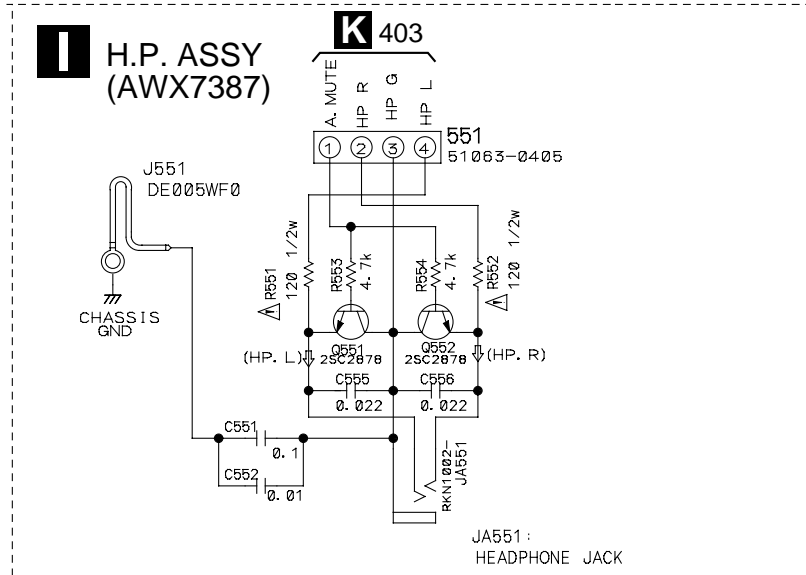 I H.P. ASSY
(AWX7387)
K 403
A. MUTE
HP R
HP G
HP L
1 2 3 4
551
51063-0405
J551
DE005WF0
CHASSIS
GND
R551
120 1/2w
R553
4.7k
R554
4.7k
R552
120 1/2w
Q551
2SC2878
Q552
2SC2878
(HP. L)
(HP. R)
C555
0.022
C556
0.022
C551
0.1
C552
0.01
RKN1002-
JA551
JA551:
HEADPHONE JACK